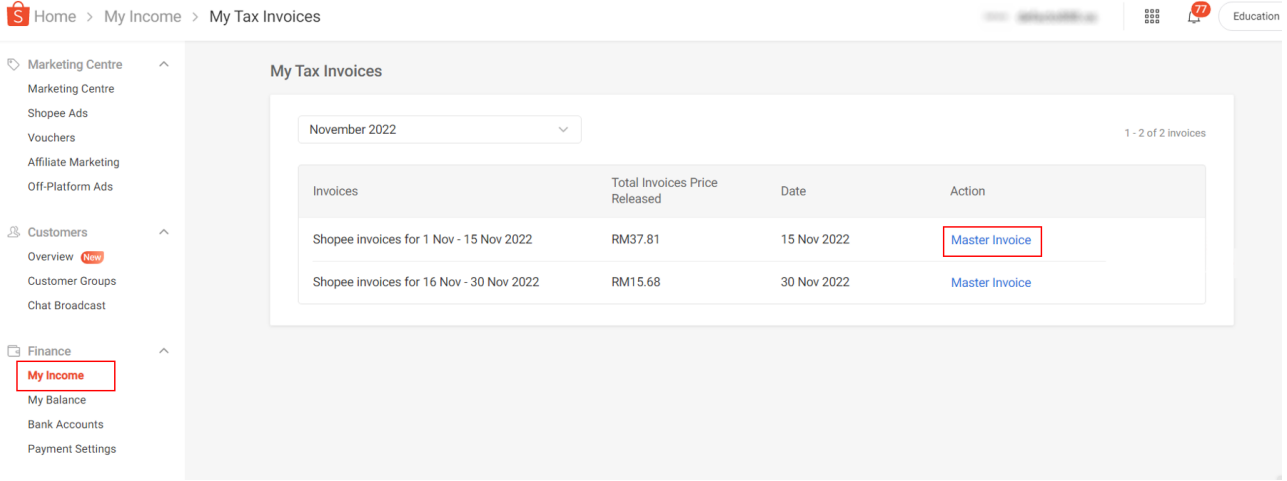 S Home > My Income > My Tax Invoices
77
Education
Marketing Centre
Marketing Centre
Shopee Ads
Vouchers
Affiliate Marketing
Off-Platform Ads
Customers
Overview New
Customer Groups
Chat Broadcast
Finance
My Income
My Balance
Bank Accounts
Payment Settings
My Tax Invoices
November 2022
1 - 2 of 2 invoices
Invoices
Total Invoices Price
Released
Date
Action
Shopee invoices for 1 Nov - 15 Nov 2022
RM37.81
15 Nov 2022
Master Invoice
Shopee invoices for 16 Nov - 30 Nov 2022
RM15.68
30 Nov 2022
Master Invoice